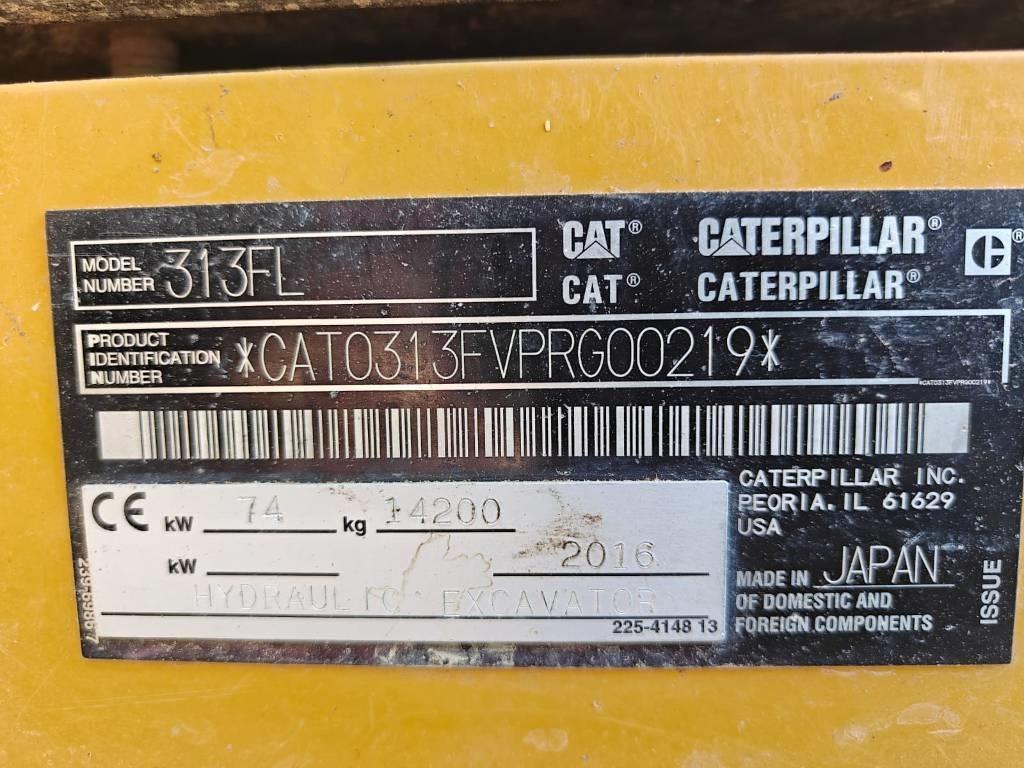 MODEL NUMBER 313FL
CAT® CATERPILLAR® ®
CAT® CATERPILLAR®
PRODUCT IDENTIFICATION NUMBER *CAT0313FVPRG00219*
*CAT0313FVPRG00219*
CATERPILLAR INC.
PEORIA, IL 61629
USA
CE kW 74 kg 14200
kW 2016
HYDRAULIC EXCAVATOR
225-4148 13
MADE IN JAPAN
OF DOMESTIC AND
FOREIGN COMPONENTS
ISSUE